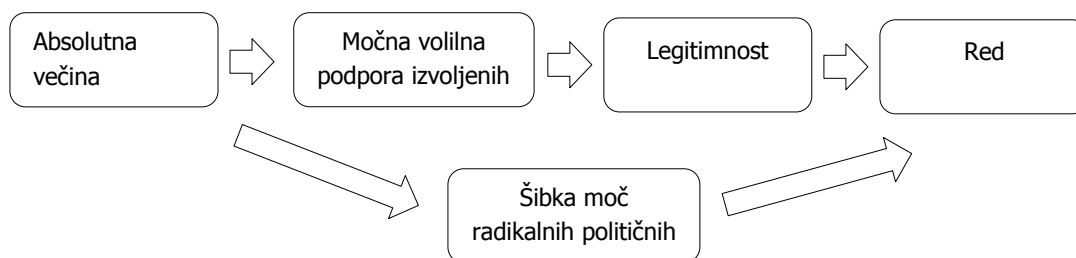 Absolutna
večina
Močna volilna
podpora izvoljenih
Legitimnost
Red
Šibka moč
radikalnih političnih